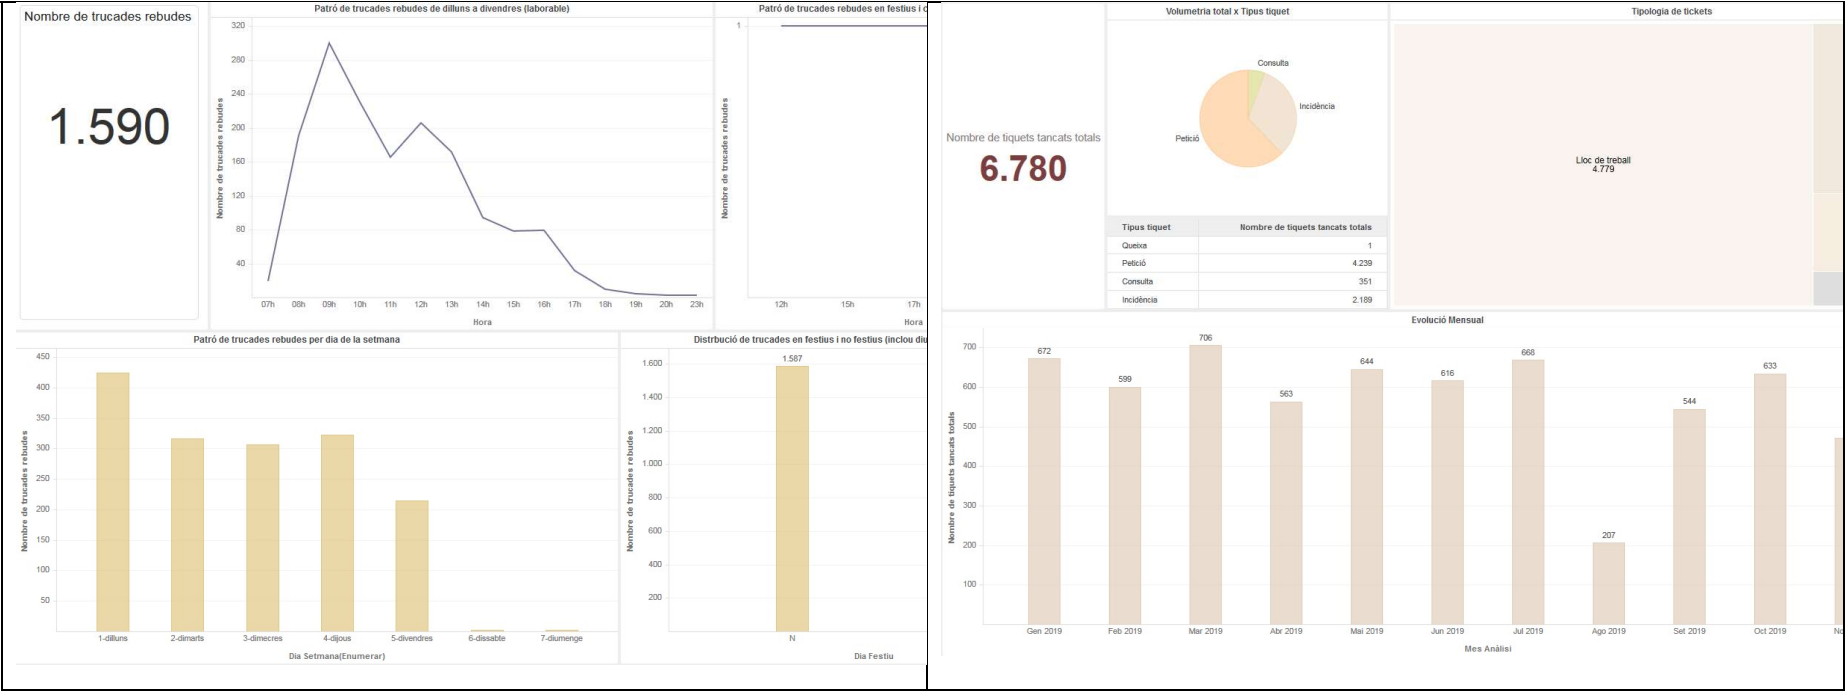 Nombre de trucades rebudes
1.590
Patró de trucades rebudes de dilluns a divendres (laborable)
Nombre de trucades rebudes
320
280
240
200
160
120
80
40
07h 08h 09h 10h 11h 12h 13h 14h 15h 16h 17h 18h 19h 20h 23h
Hora
Patró de trucades rebudes en festius i c
Nombre de trucades rebudes
1
12h 15h 17h
Hora
Patró de trucades rebudes per dia de la setmana
Nombre de trucades rebudes
450
400
350
300
250
200
150
100
50
1-dilluns 2-dimarts 3-dimecres 4-dijous 5-divendres 6-dissabte 7-diumenge
Dia Setmana(Enumerar)
Distrbució de trucades en festius i no festius (inclou diu
Nombre de trucades rebudes
1.600
1.400
1.200
1.000
800
600
400
200
1.587
N
Dia Festiu
Nombre de tiquets tancats totals
6.780
Volumetria total x Tipus tiquet
Consulta
Incidència
Petició
Tipus tiquet Nombre de tiquets tancats totals
Queixa 1
Petició 4.239
Consulta 351
Incidència 2.189
Tipologia de tickets
Lloc de treball
4.779
Evolució Mensual
Nombre de tiquets tancats totals
700
600
500
400
300
200
100
672 599 706 563 644 616 668 207 544 633
Gen 2019 Feb 2019 Mar 2019 Abr 2019 Mai 2019 Jun 2019 Jul 2019 Ago 2019 Set 2019 Oct 2019 No
Mes Anàlisi